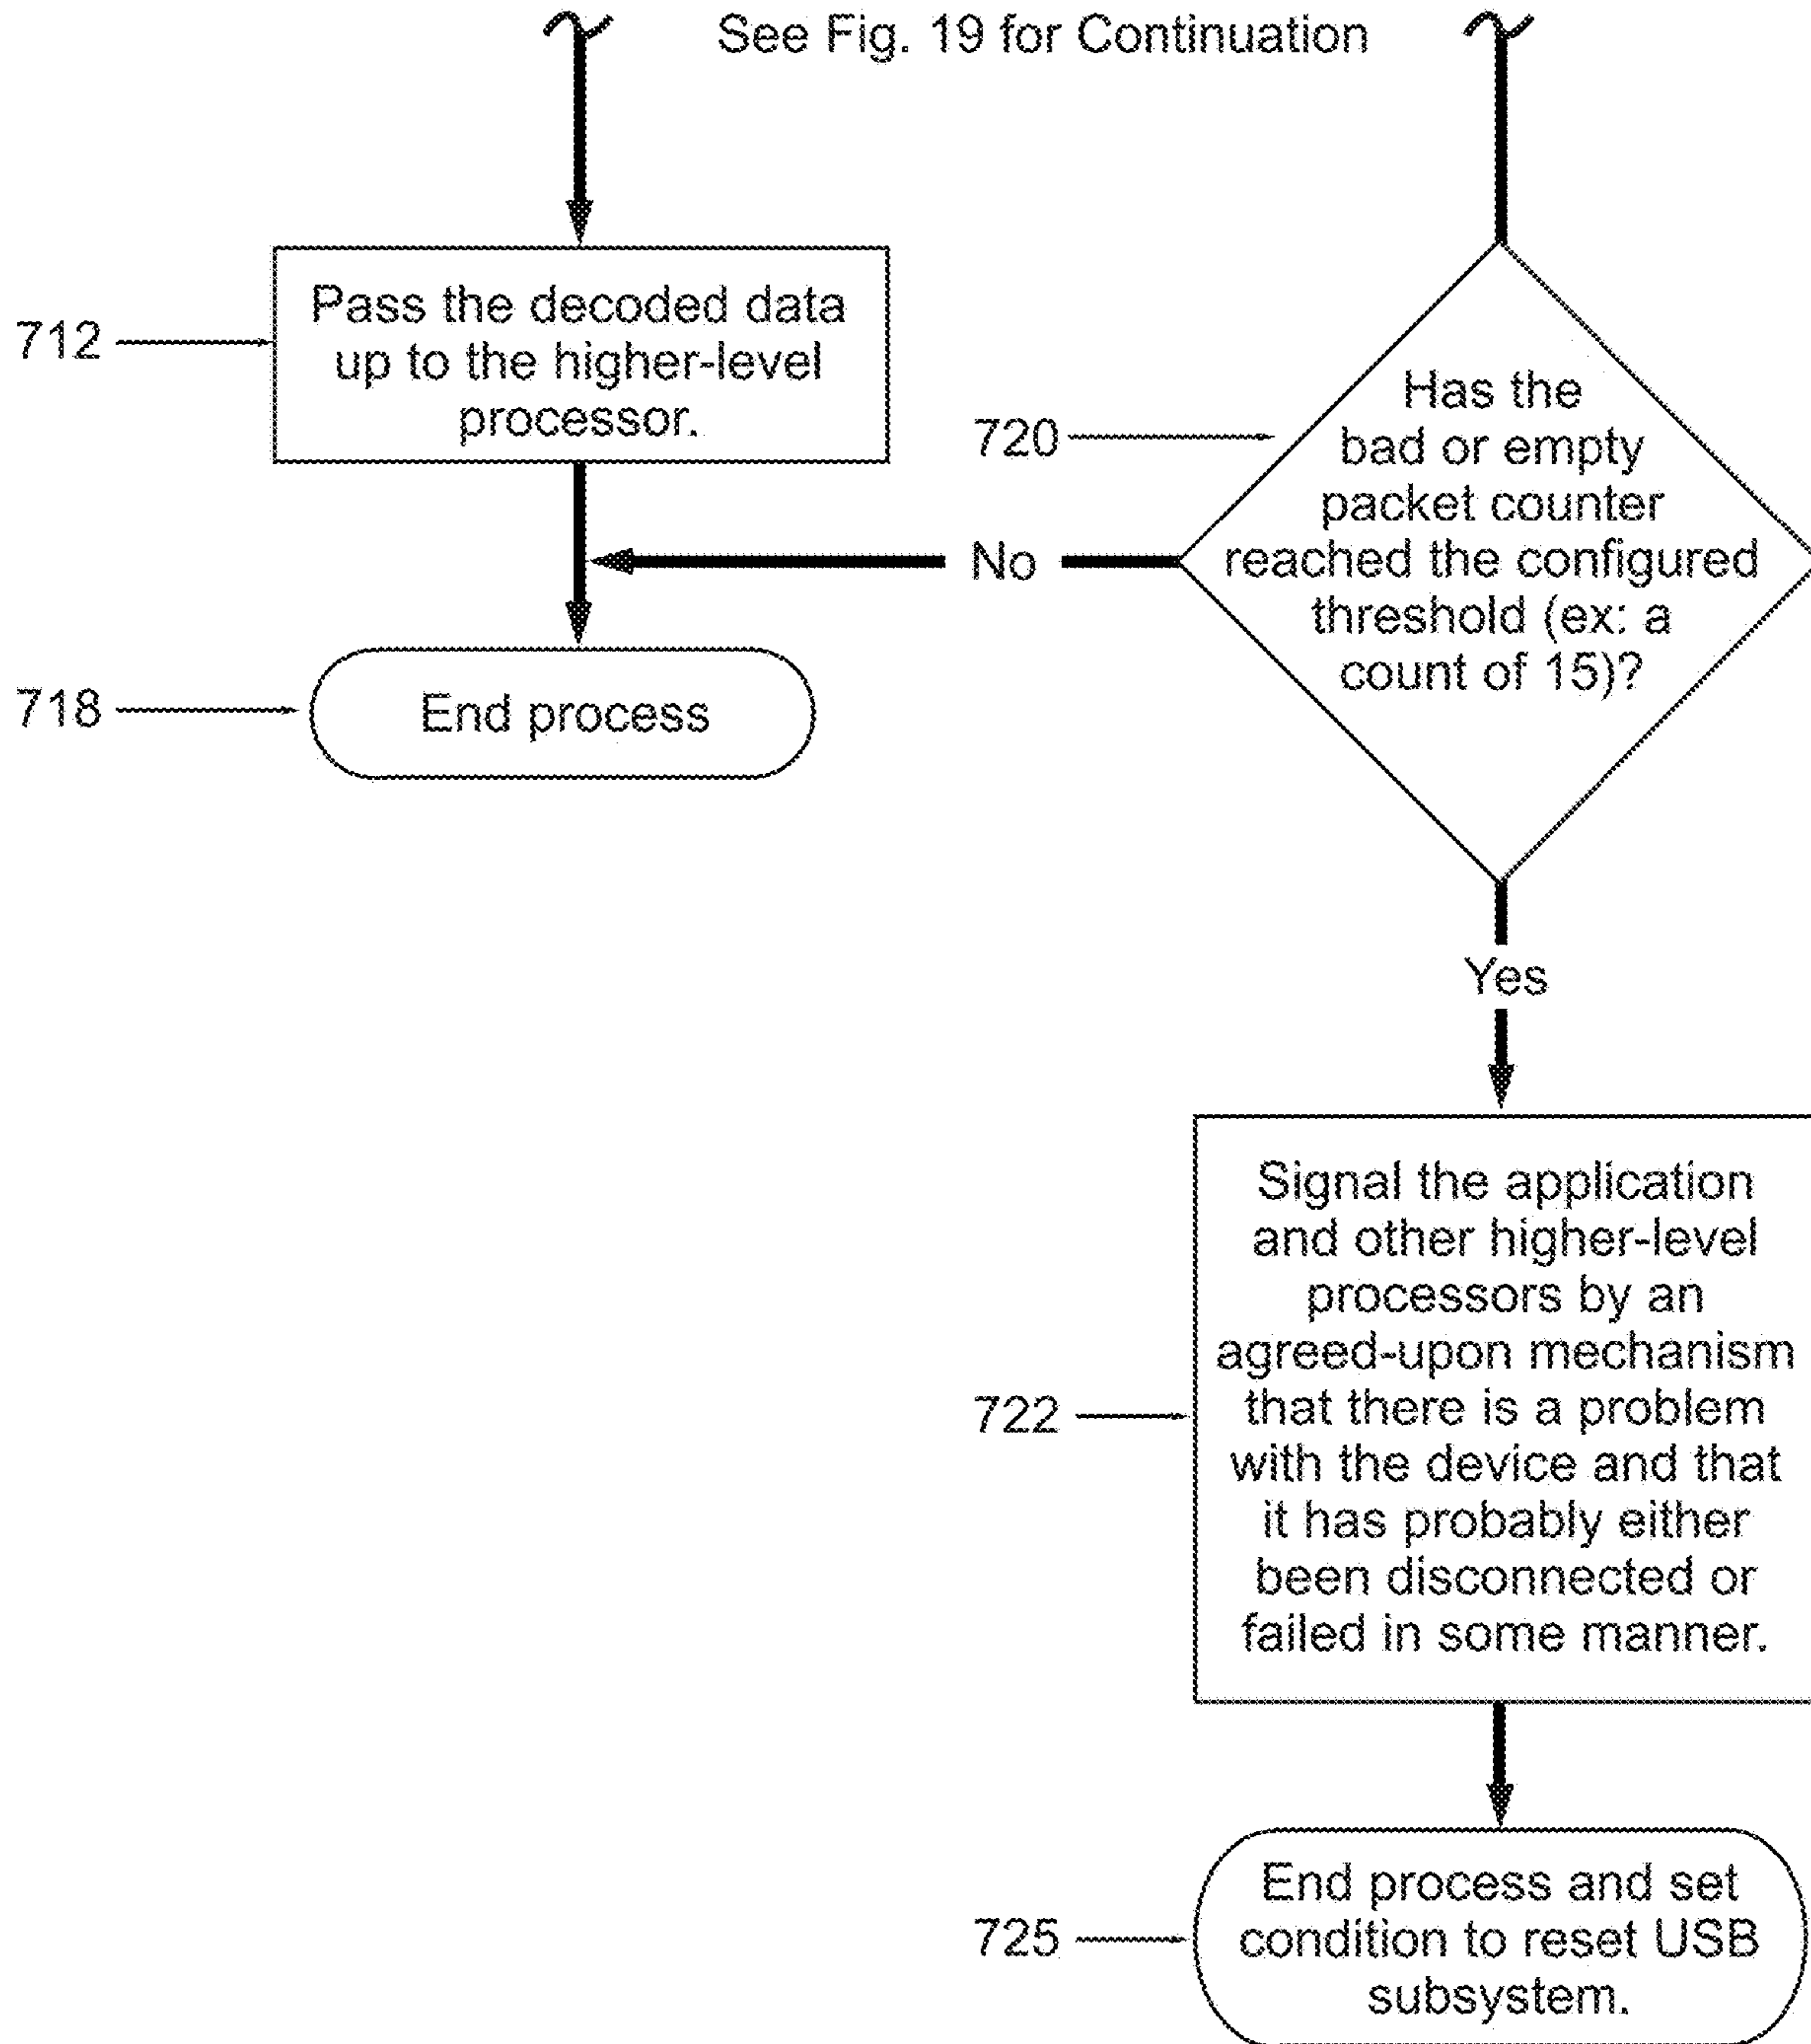 See Fig. 19 for Continuation
712
Pass the decoded data
up to the higher-level
processor.
720
Has the
bad or empty
packet counter
reached the configured
threshold (ex: a
count of 15)?
No
718
End process
Yes
722
Signal the application
and other higher-level
processors by an
agreed-upon mechanism
that there is a problem
with the device and that
it has probably either
been disconnected or
failed in some manner.
725
End process and set
condition to reset USB
subsystem.